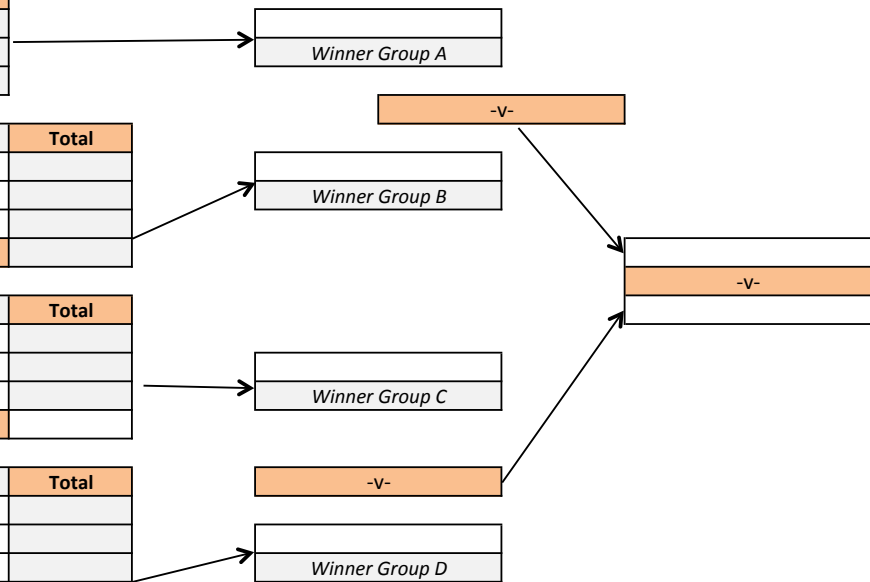 Winner Group A
-v-
Total
Winner Group B
-v-
Total
Winner Group C
Total
-v-
Winner Group D